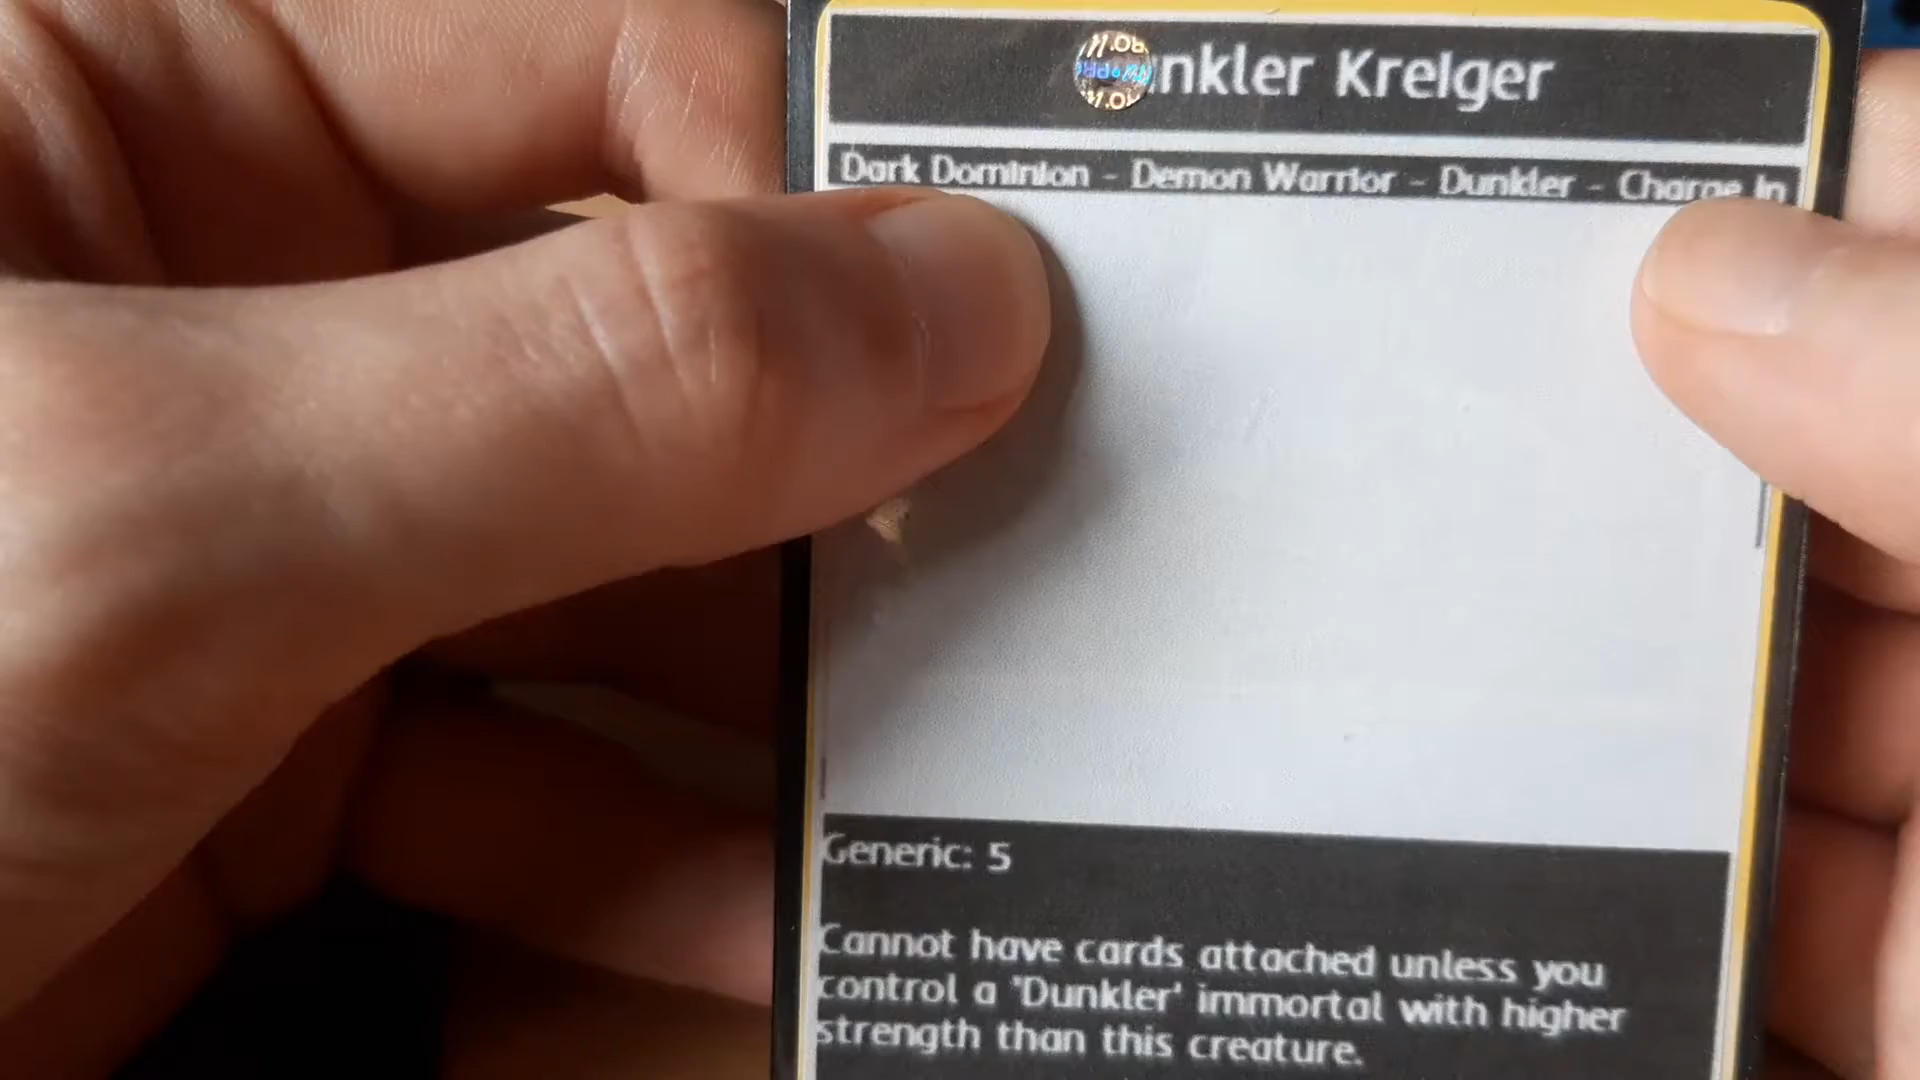 nkler Kreiger
Dark Dominion - Demon Warrior - Dunkler - Charge In
Generic: 5
Cannot have cards attached unless you
control a 'Dunkler' immortal with higher
strength than this creature.